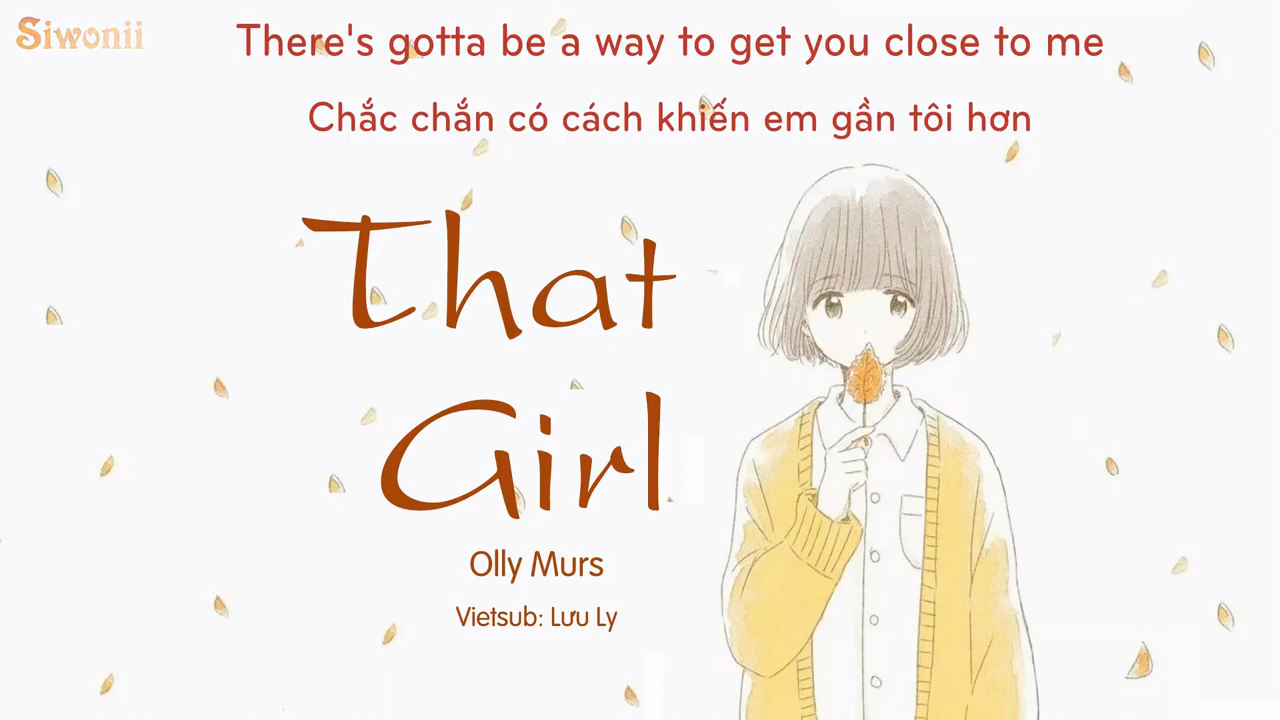 Siwonii
There's gotta be a way to get you close to me
Chắc chắn có cách khiến em gần tôi hơn
That
Girl
Olly Murs
Vietsub: Lưu Ly